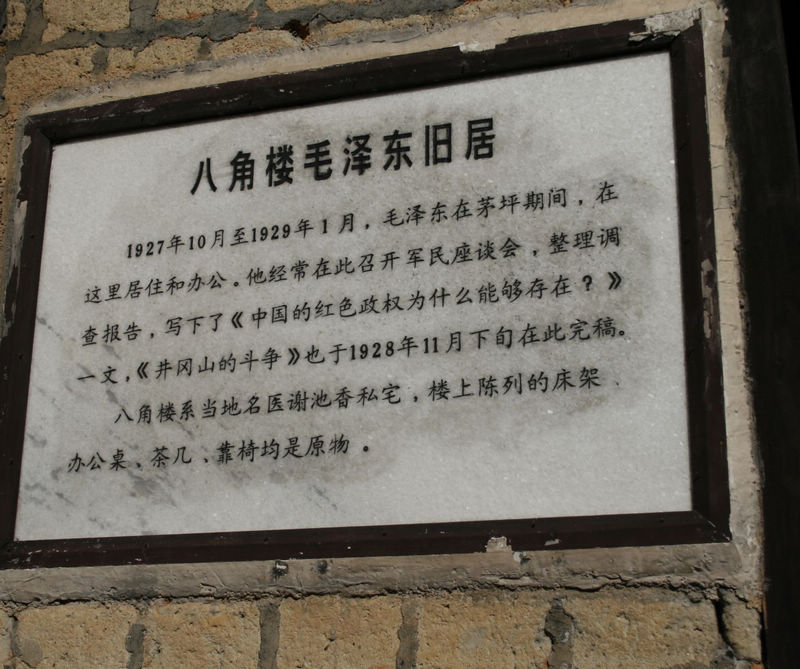 八角楼毛泽东旧居
1927年10月至1929年1月，毛泽东在茅坪期间，在
这里居住和办公。他经常在此召开军民座谈会，整理调
查报告，写下了《中国的红色政权为什么能够存在？》
一文，《井冈山的斗争》也于1928年11月下旬在此完稿。
八角楼系当地名医谢池香私宅，楼上陈列的床架、
办公桌、茶几、靠椅均是原物。